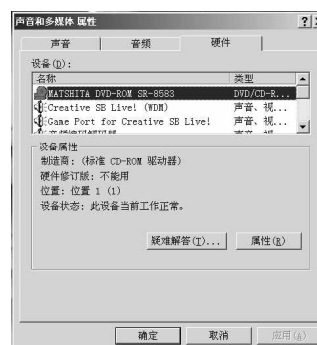 声音和多媒体 属性
声音
音频
硬件
设备(D):
名称
类型
MATSHITA DVD-ROM SR-8583
DVD/CD-R...
Creative SB Live! (WDM)
声音、视...
Game Port for Creative SB Live!
声音、视...
设备属性
制造商: (标准 CD-ROM 驱动器)
硬件修订版: 不能用
位置: 位置 1 (1)
设备状态: 此设备当前工作正常。
疑难解答(T)...
属性(R)
确定
取消
应用(A)